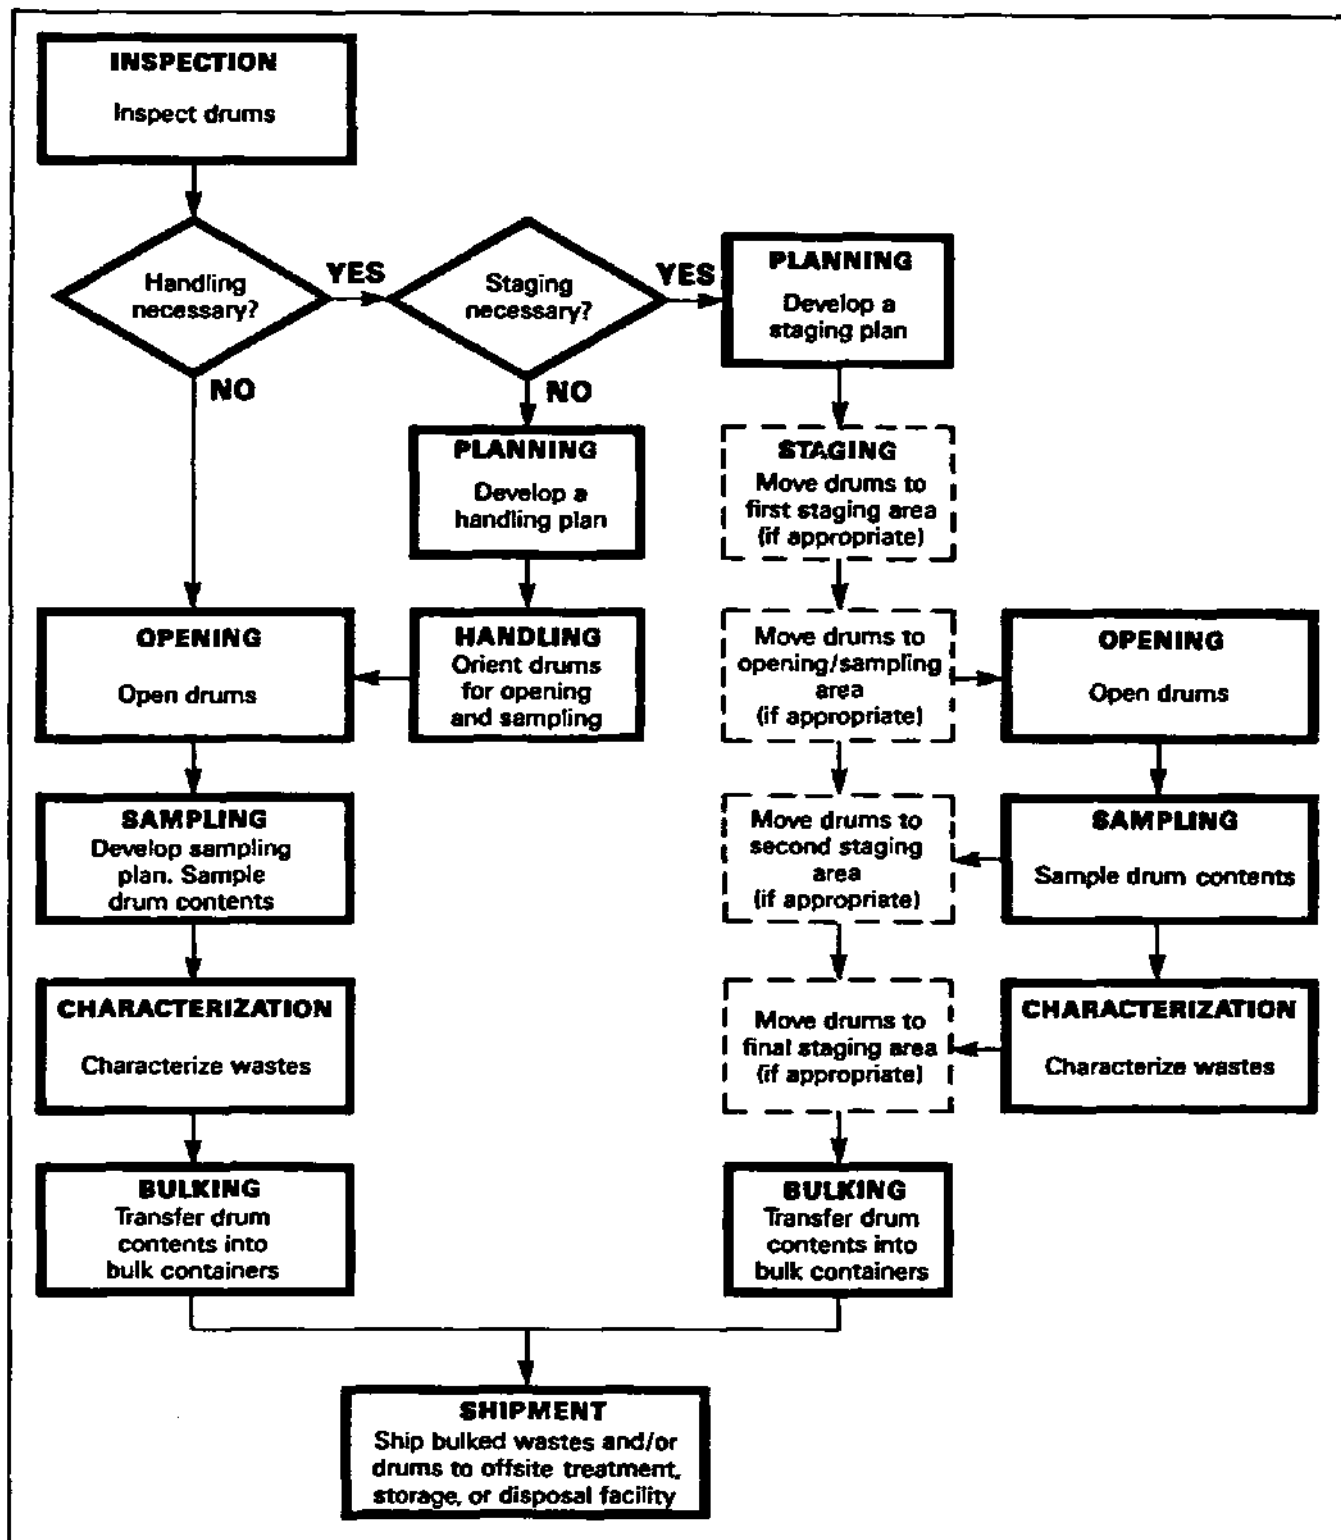 INSPECTION
Inspect drums
Handling
necessary?
YES
NO
Staging
necessary?
YES
NO
PLANNING
Develop a
staging plan
PLANNING
Develop a
handling plan
STAGING
Move drums to
first staging area
(if appropriate)
OPENING
Open drums
HANDLING
Orient drums
for opening
and sampling
Move drums to
opening/sampling
area
(if appropriate)
OPENING
Open drums
SAMPLING
Develop sampling
plan. Sample
drum contents
Move drums to
second staging
area
(if appropriate)
SAMPLING
Sample drum contents
CHARACTERIZATION
Characterize wastes
Move drums to
final staging area
(if appropriate)
CHARACTERIZATION
Characterize wastes
BULKING
Transfer drum
contents into
bulk containers
BULKING
Transfer drum
contents into
bulk containers
SHIPMENT
Ship bulked wastes and/or
drums to offsite treatment,
storage, or disposal facility